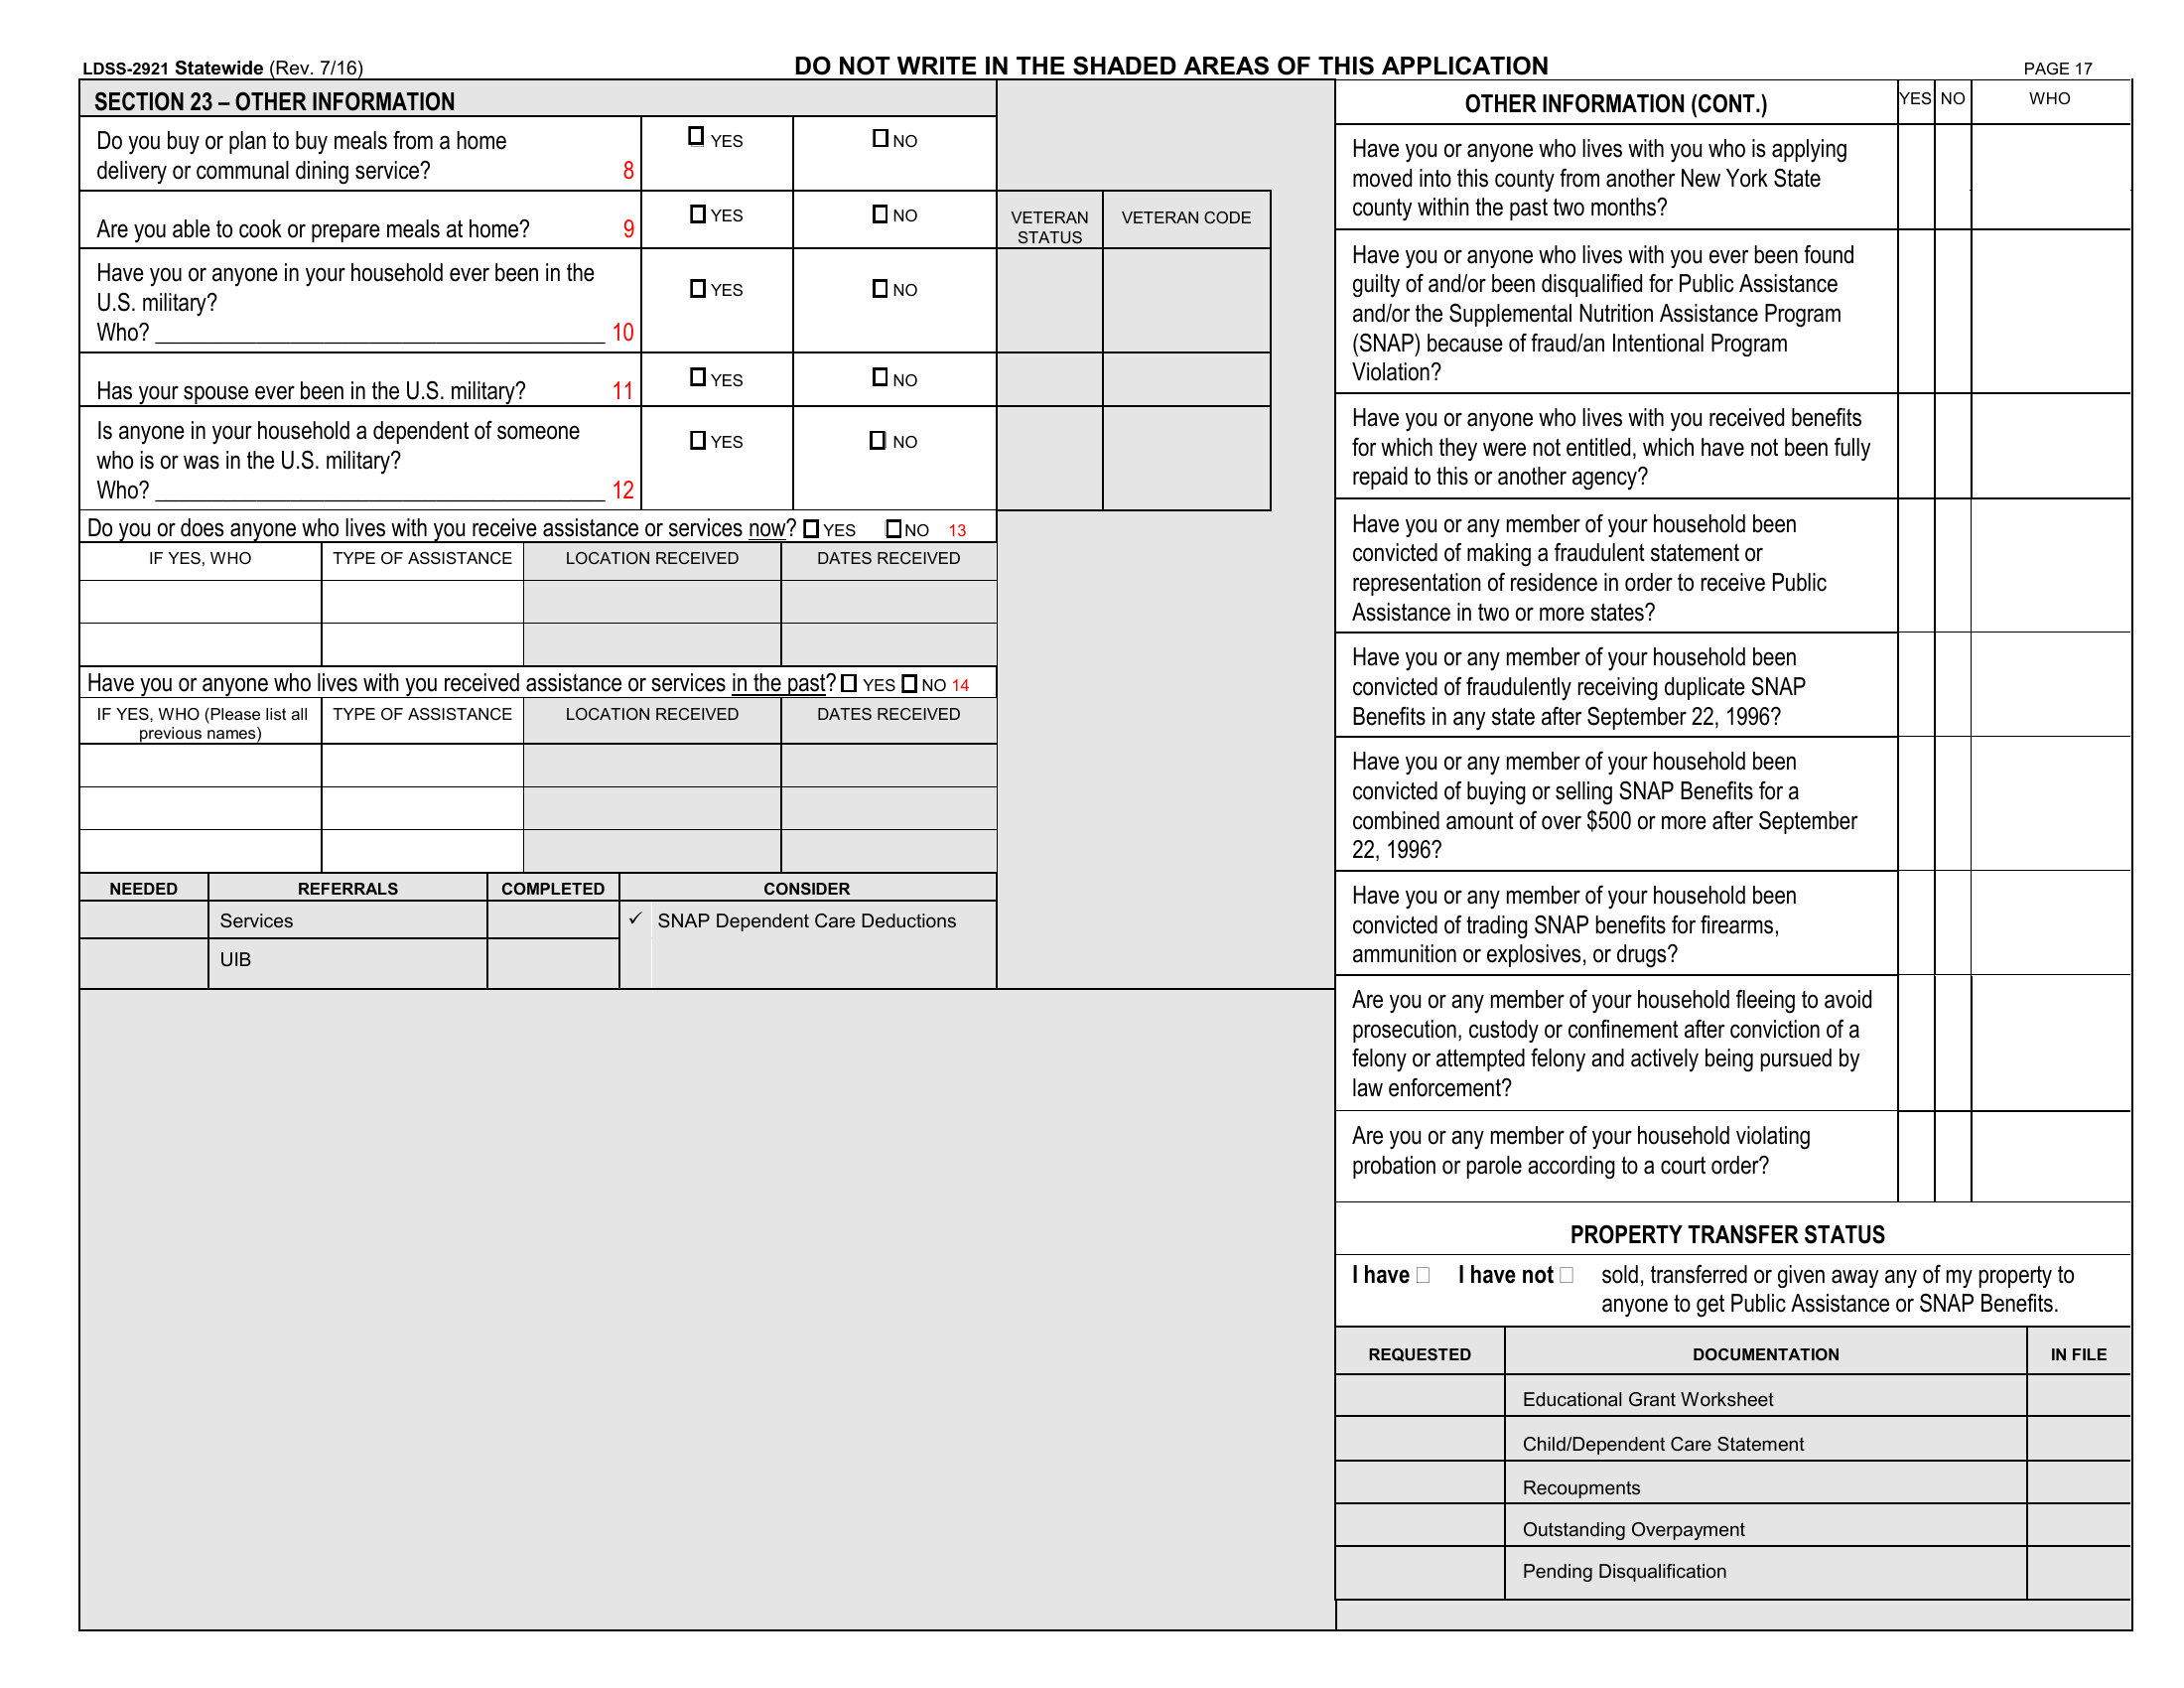 LDSS-2921 Statewide (Rev. 7/16)
DO NOT WRITE IN THE SHADED AREAS OF THIS APPLICATION
PAGE 17
SECTION 23 – OTHER INFORMATION
Do you buy or plan to buy meals from a home
delivery or communal dining service? 8
YES
NO
Are you able to cook or prepare meals at home? 9
YES
NO
VETERAN
STATUS
VETERAN CODE
Have you or anyone in your household ever been in the
U.S. military?
Who? ________________________________________ 10
YES
NO
Has your spouse ever been in the U.S. military? 11
YES
NO
Is anyone in your household a dependent of someone
who is or was in the U.S. military?
Who? ________________________________________ 12
YES
NO
Do you or does anyone who lives with you receive assistance or services now? YES NO 13
IF YES, WHO
TYPE OF ASSISTANCE
LOCATION RECEIVED
DATES RECEIVED
Have you or anyone who lives with you received assistance or services in the past? YES NO 14
IF YES, WHO (Please list all
previous names)
TYPE OF ASSISTANCE
LOCATION RECEIVED
DATES RECEIVED
NEEDED
REFERRALS
COMPLETED
CONSIDER
Services
✓ SNAP Dependent Care Deductions
UIB
OTHER INFORMATION (CONT.)
YES
NO
WHO
Have you or anyone who lives with you who is applying
moved into this county from another New York State
county within the past two months?
Have you or anyone who lives with you ever been found
guilty of and/or been disqualified for Public Assistance
and/or the Supplemental Nutrition Assistance Program
(SNAP) because of fraud/an Intentional Program
Violation?
Have you or anyone who lives with you received benefits
for which they were not entitled, which have not been fully
repaid to this or another agency?
Have you or any member of your household been
convicted of making a fraudulent statement or
representation of residence in order to receive Public
Assistance in two or more states?
Have you or any member of your household been
convicted of fraudulently receiving duplicate SNAP
Benefits in any state after September 22, 1996?
Have you or any member of your household been
convicted of buying or selling SNAP Benefits for a
combined amount of over $500 or more after September
22, 1996?
Have you or any member of your household been
convicted of trading SNAP benefits for firearms,
ammunition or explosives, or drugs?
Are you or any member of your household fleeing to avoid
prosecution, custody or confinement after conviction of a
felony or attempted felony and actively being pursued by
law enforcement?
Are you or any member of your household violating
probation or parole according to a court order?
PROPERTY TRANSFER STATUS
I have □ I have not □ sold, transferred or given away any of my property to
anyone to get Public Assistance or SNAP Benefits.
REQUESTED
DOCUMENTATION
IN FILE
Educational Grant Worksheet
Child/Dependent Care Statement
Recoupments
Outstanding Overpayment
Pending Disqualification